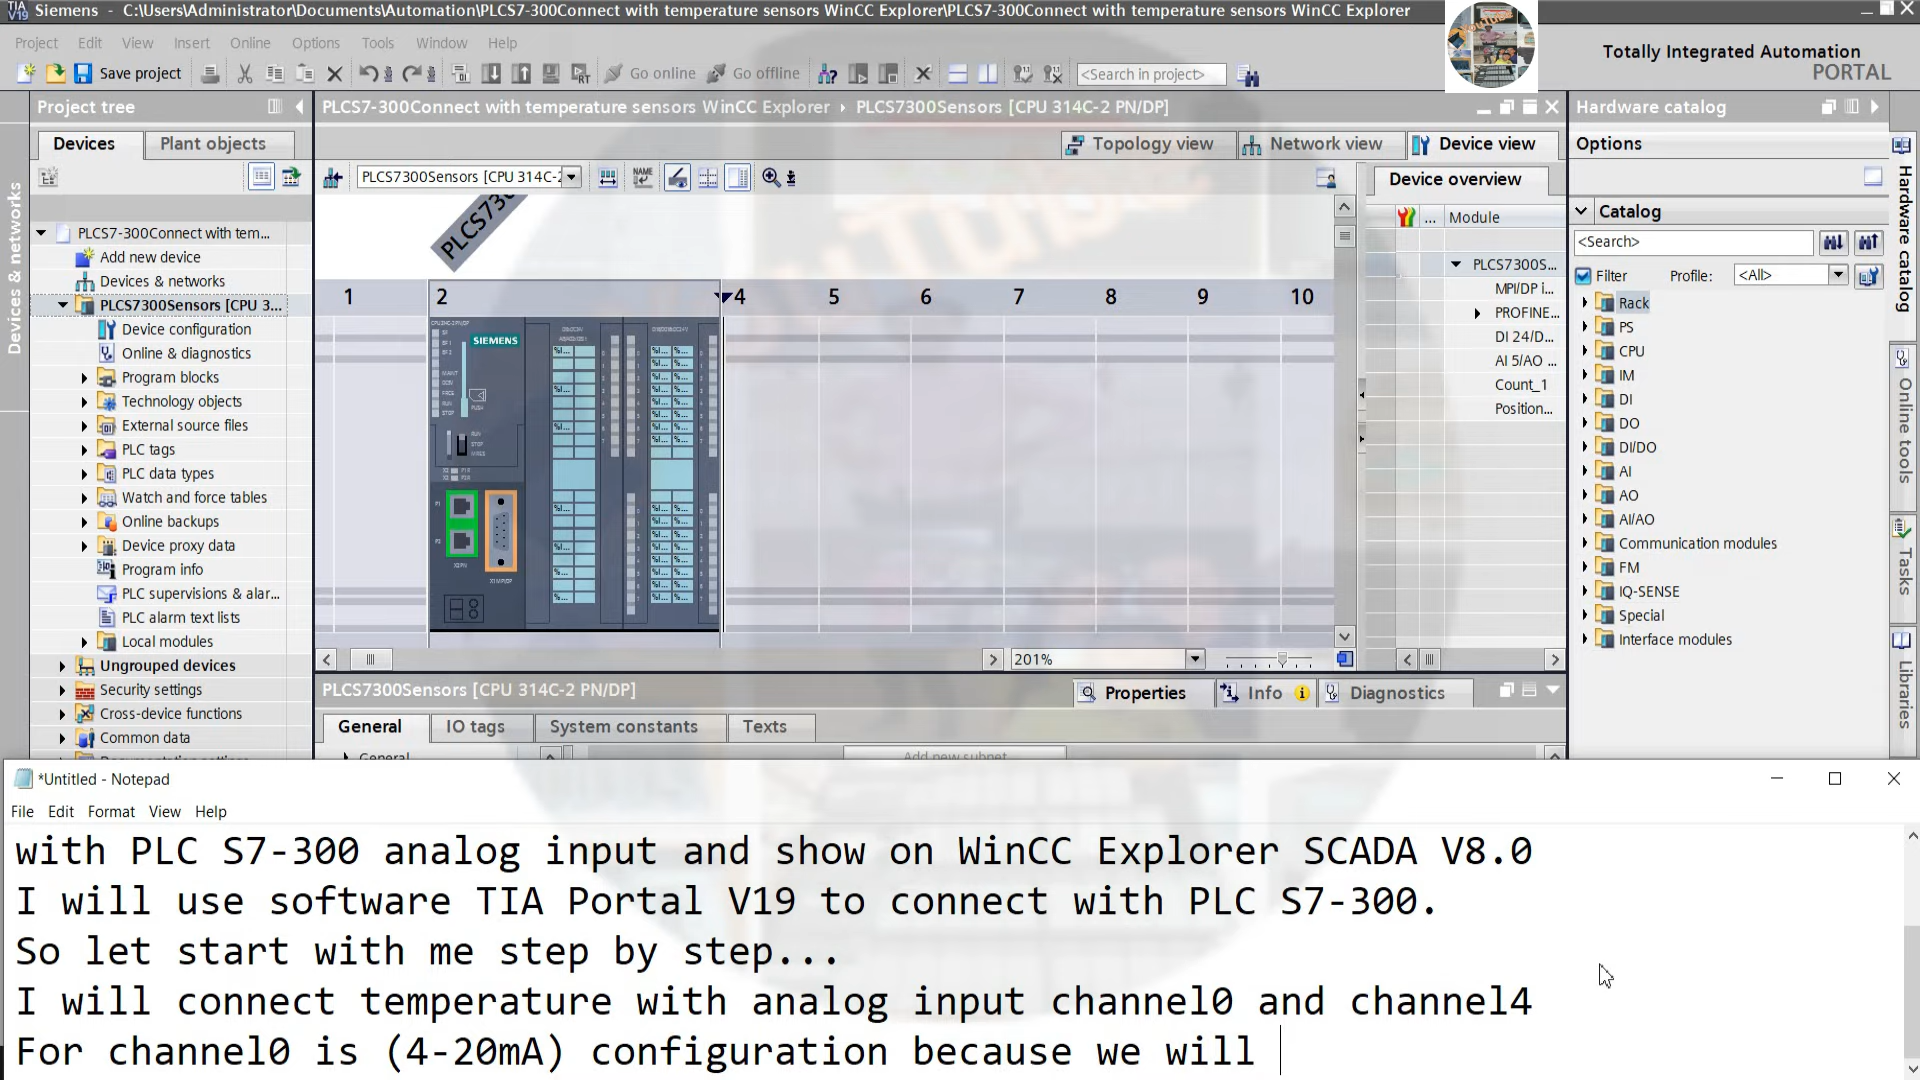 Siemens - C:\Users\Administrator\Documents\Automation\PLCS7-300Connect with temperature sensors WinCC Explorer\PLCS7-300Connect with temperature sensors WinCC Explorer
Project Edit View Insert Online Options Tools Window Help
Totally Integrated Automation
PORTAL
Save project
Go online
Go offline
<Search in project>
Project tree
PLCS7-300Connect with temperature sensors WinCC Explorer
PLCS7300Sensors [CPU 314C-2 PN/DP]
Hardware catalog
Devices
Plant objects
Topology view
Network view
Device view
Options
PLCS7300Sensors [CPU 314C-2
Device overview
... Module
Catalog
<Search>
Filter
Profile:
<All>
Devices & networks
PLCS7-300Connect with tem...
Add new device
Devices & networks
PLCS7300Sensors [CPU 3...
Device configuration
Online & diagnostics
Program blocks
Technology objects
External source files
PLC tags
PLC data types
Watch and force tables
Online backups
Device proxy data
Program info
PLC supervisions & alar...
PLC alarm text lists
Local modules
Ungrouped devices
Security settings
Cross-device functions
Common data
PLCS73
1 2 4 5 6 7 8 9 10
SIEMENS
PLCS7300S...
MPI/DP i...
PROFINE...
DI 24/D...
AI 5/AO ...
Count_1
Position...
Rack
PS
CPU
IM
DI
DO
DI/DO
AI
AO
AI/AO
Communication modules
FM
IQ-SENSE
Special
Interface modules
Hardware catalog
Online tools
Tasks
Libraries
201%
PLCS7300Sensors [CPU 314C-2 PN/DP]
Properties
Info
Diagnostics
General
IO tags
System constants
Texts
General
Add new subnet
*Untitled - Notepad
File Edit Format View Help
with PLC S7-300 analog input and show on WinCC Explorer SCADA V8.0
I will use software TIA Portal V19 to connect with PLC S7-300.
So let start with me step by step...
I will connect temperature with analog input channel0 and channel4
For channel0 is (4-20mA) configuration because we will